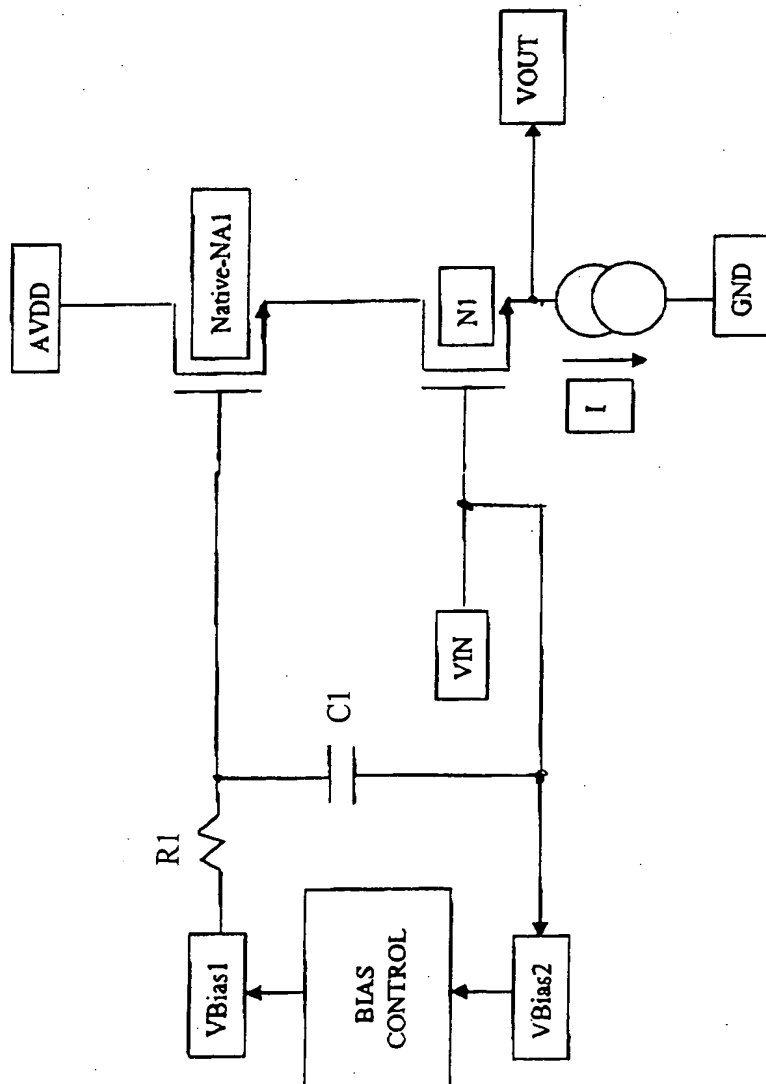 AVDD
Native-NA1
VOUT
N1
I
GND
VIN
C1
R1
VBias1
BIAS
CONTROL
VBias2